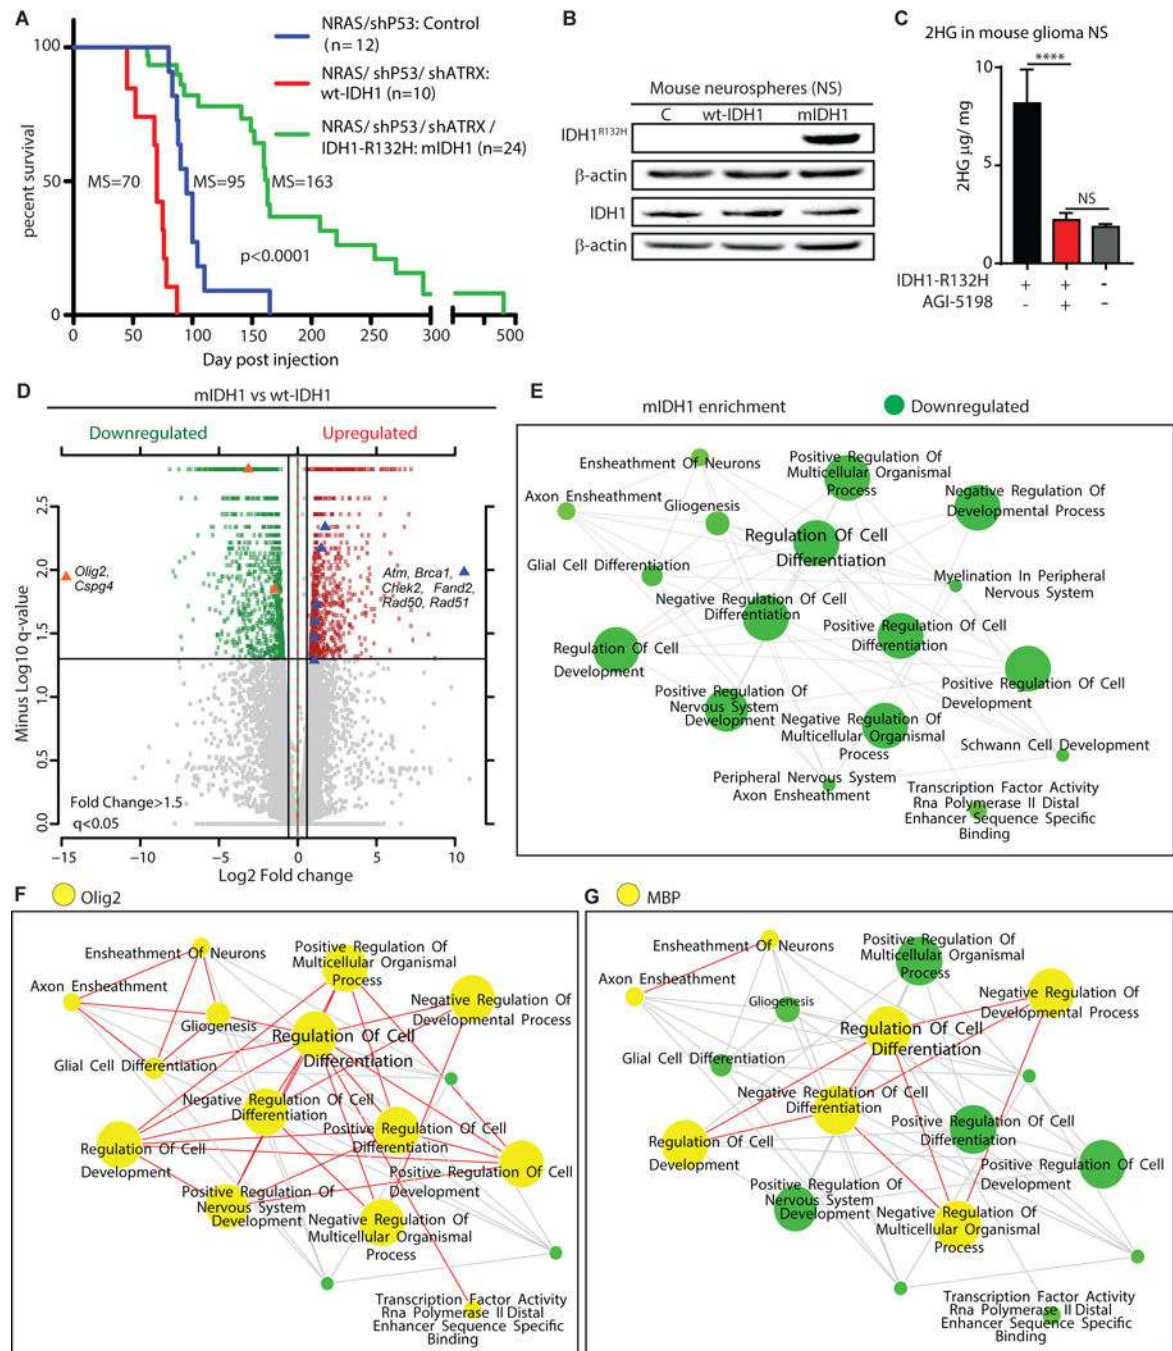 A
NRAS/shP53: Control
(n= 12)
NRAS/ shP53/ shATRX:
wt-IDH1 (n=10)
NRAS/ shP53/ shATRX /
IDH1-R132H: mIDH1 (n=24)
pecent survival
100
50
0
MS=70
MS=95
MS=163
p<0.0001
0
50
100
150
200
250
300
500
Day post injection
B
Mouse neurospheres (NS)
C wt-IDH1 mIDH1
IDH1R132H
β-actin
IDH1
β-actin
C
2HG in mouse glioma NS
2HG μg/ mg
10
5
0
****
NS
IDH1-R132H + + -
AGI-5198 - + -
D
mIDH1 vs wt-IDH1
Downregulated
Upregulated
Minus Log10 q-value
2.5
2.0
1.5
1.0
0.5
0.0
Olig2,
Cspg4
Atm, Brca1,
Chek2, Fand2,
Rad50, Rad51
Fold Change>1.5
q<0.05
−15 −10 −5 0 5 10
Log2 Fold change
E
mIDH1 enrichment
Downregulated
Ensheathment Of Neurons
Positive Regulation Of
Multicellular Organismal
Process
Axon Ensheathment
Gliogenesis
Negative Regulation Of
Developmental Process
Regulation Of Cell
Differentiation
Glial Cell Differentiation
Myelination In Peripheral
Nervous System
Negative Regulation Of Cell
Differentiation
Positive Regulation Of Cell
Differentiation
Regulation Of Cell
Development
Positive Regulation Of Cell
Development
Positive Regulation Of
Nervous System
Development
Negative Regulation Of
Multicellular Organismal
Process
Schwann Cell Development
Peripheral Nervous System
Axon Ensheathment
Transcription Factor Activity
Rna Polymerase II Distal
Enhancer Sequence Specific
Binding
F
Olig2
Ensheathment Of Neurons
Positive Regulation Of
Multicellular Organismal
Process
Axon Ensheathment
Gliogenesis
Negative Regulation Of
Developmental Process
Regulation Of Cell
Differentiation
Glial Cell Differentiation
Negative Regulation Of Cell
Differentiation
Positive Regulation Of Cell
Differentiation
Regulation Of Cell
Development
Positive Regulation Of Cell
Development
Positive Regulation Of
Nervous System
Development
Negative Regulation Of
Multicellular Organismal
Process
Transcription Factor Activity
Rna Polymerase II Distal
Enhancer Sequence Specific
Binding
G
MBP
Ensheathment Of Neurons
Positive Regulation Of
Multicellular Organismal
Process
Axon Ensheathment
Gliogenesis
Negative Regulation Of
Developmental Process
Regulation Of Cell
Differentiation
Glial Cell Differentiation
Negative Regulation Of Cell
Differentiation
Positive Regulation Of Cell
Differentiation
Regulation Of Cell
Development
Positive Regulation Of Cell
Development
Positive Regulation Of
Nervous System
Development
Negative Regulation Of
Multicellular Organismal
Process
Transcription Factor Activity
Rna Polymerase II Distal
Enhancer Sequence Specific
Binding